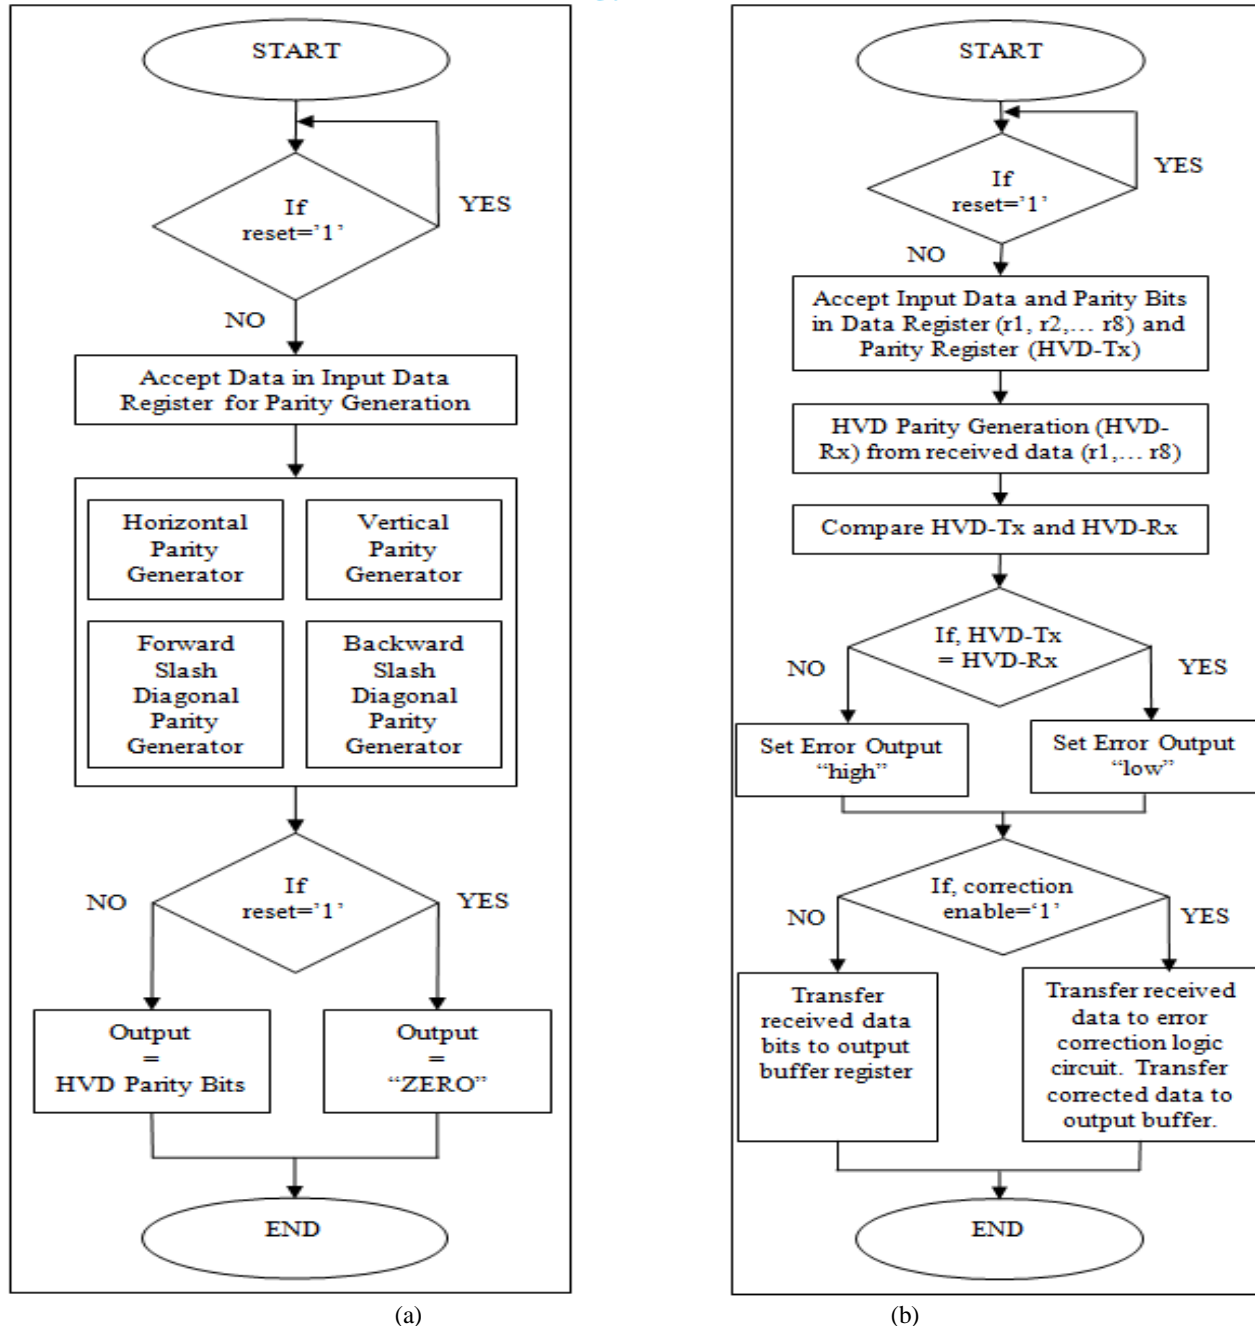 START
If
reset=’1’
YES
NO
Accept Data in Input Data
Register for Parity Generation
Horizontal
Parity
Generator
Vertical
Parity
Generator
Forward
Slash
Diagonal
Parity
Generator
Backward
Slash
Diagonal
Parity
Generator
If
reset=’1’
NO
YES
Output
=
HVD Parity Bits
Output
=
“ZERO”
END
(a)
START
If
reset=’1’
YES
NO
Accept Input Data and Parity Bits
in Data Register (r1, r2,... r8) and
Parity Register (HVD-Tx)
HVD Parity Generation (HVD-
Rx) from received data (r1,... r8)
Compare HVD-Tx and HVD-Rx
If, HVD-Tx
= HVD-Rx
NO
YES
Set Error Output
“high”
Set Error Output
“low”
If, correction
enable=‘1’
NO
YES
Transfer
received data
bits to output
buffer register
Transfer received
data to error
correction logic
circuit. Transfer
corrected data to
output buffer.
END
(b)